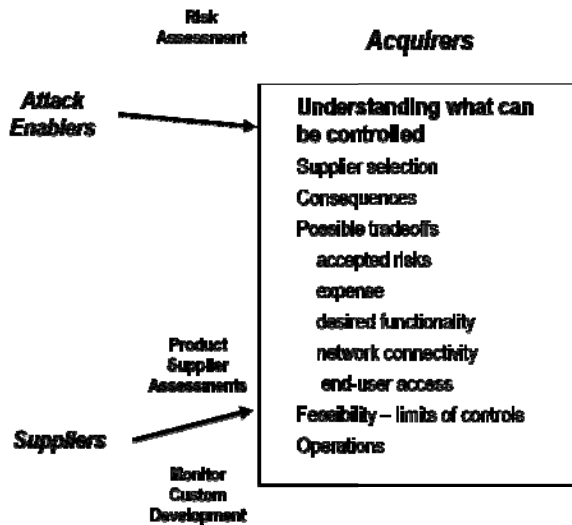 Risk
Assessment
Acquirers
Attack
Enablers
Understanding what can
be controlled
Supplier selection
Consequences
Possible tradeoffs
accepted risks
expense
desired functionality
network connectivity
end-user access
Feasibility – limits of controls
Operations
Product
Supplier
Assessments
Suppliers
Monitor
Custom
Development